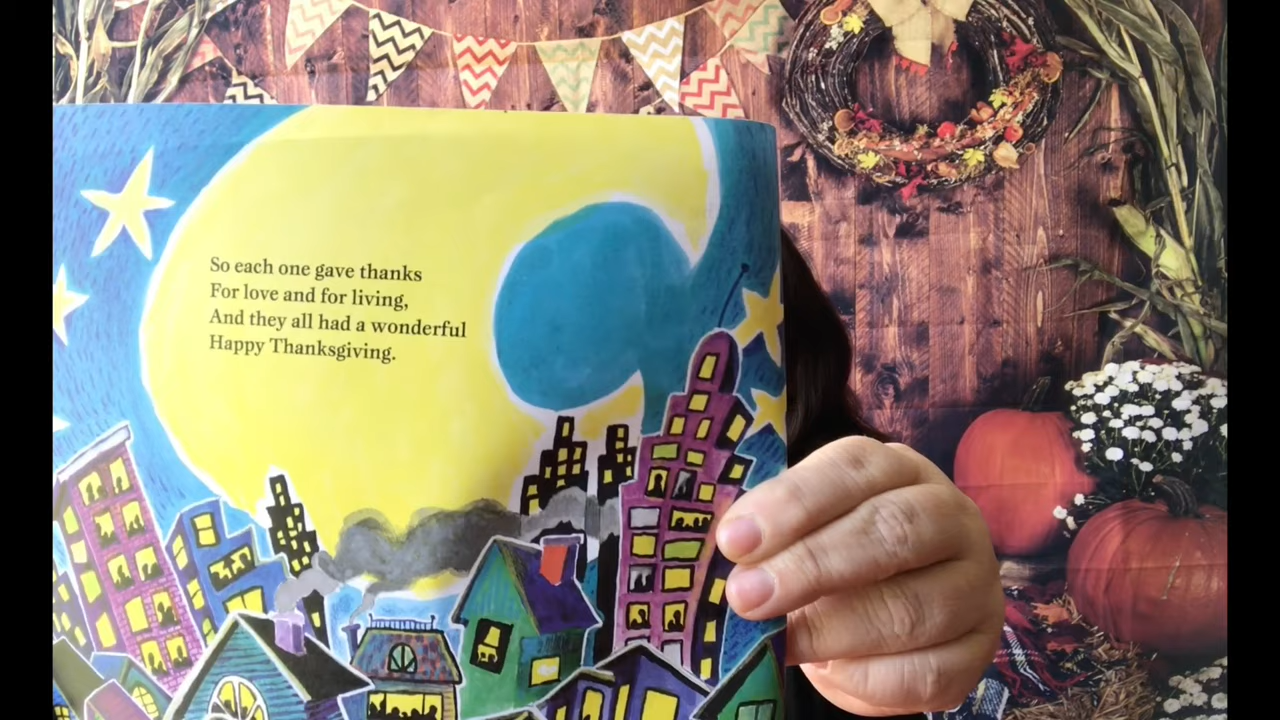 So each one gave thanks
For love and for living,
And they all had a wonderful
Happy Thanksgiving.